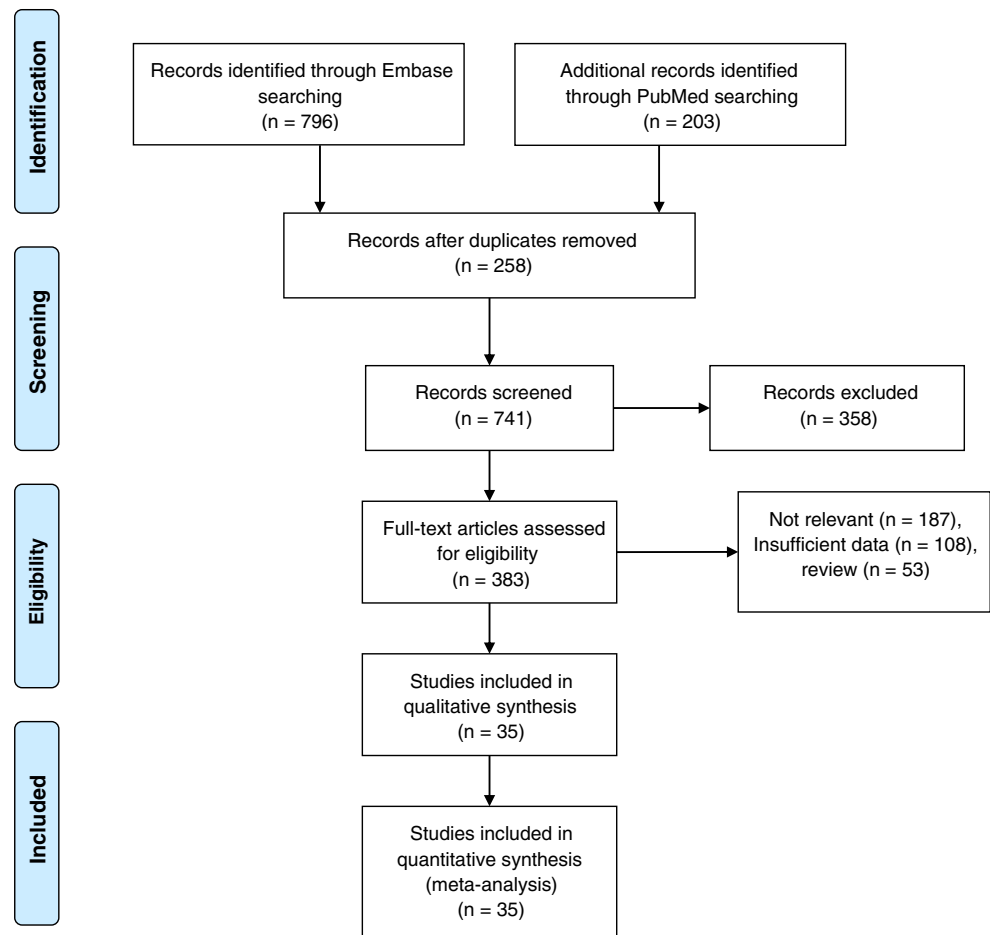 Identification
Records identified through Embase
searching
(n = 796)
Additional records identified
through PubMed searching
(n = 203)
Records after duplicates removed
(n = 258)
Screening
Records screened
(n = 741)
Records excluded
(n = 358)
Eligibility
Full-text articles assessed
for eligibility
(n = 383)
Not relevant (n = 187),
Insufficient data (n = 108),
review (n = 53)
Studies included in
qualitative synthesis
(n = 35)
Included
Studies included in
quantitative synthesis
(meta-analysis)
(n = 35)